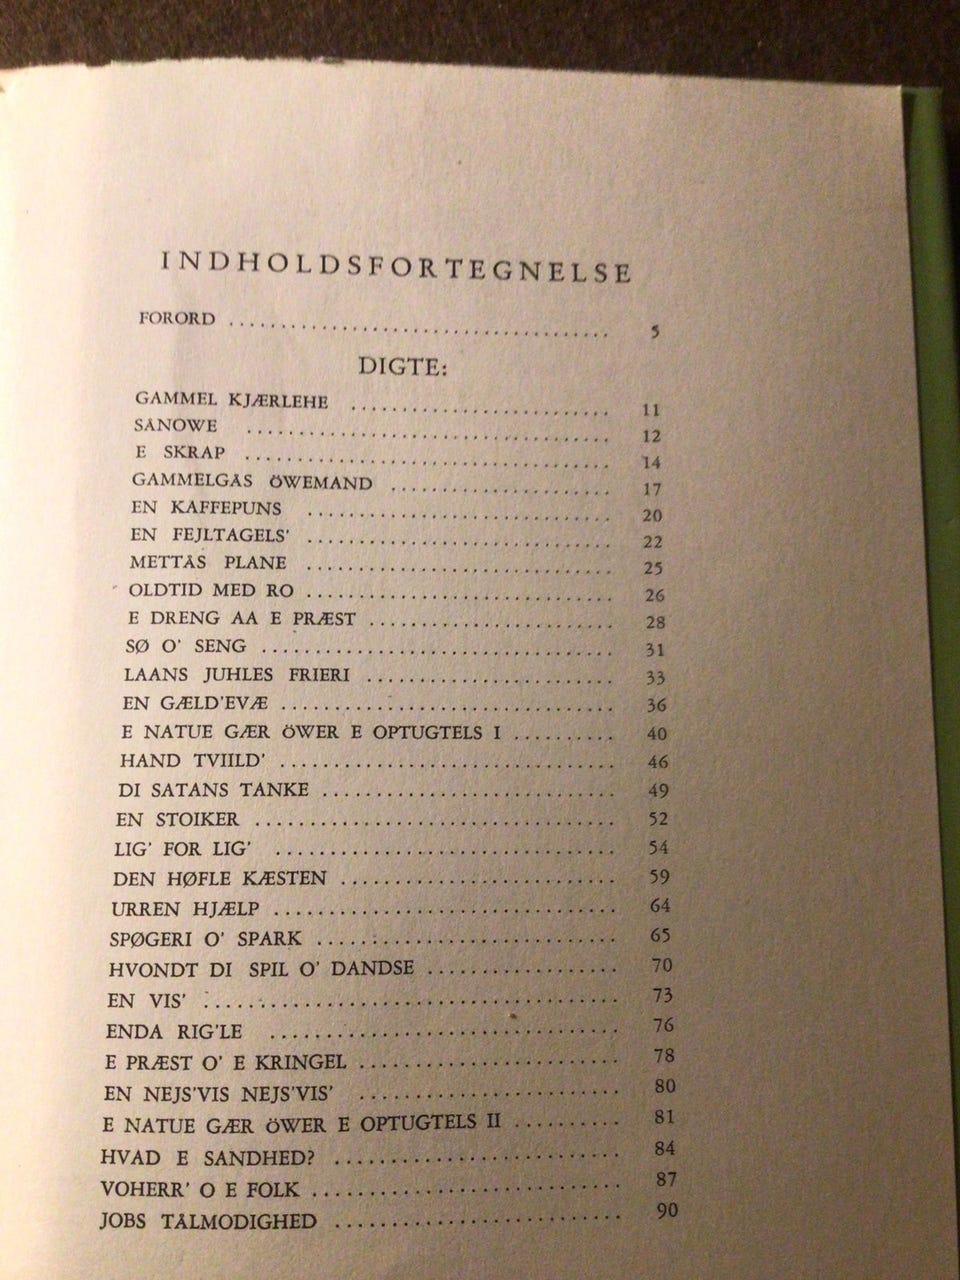 INDHOLDSFORTEGNELSE
FORORD ..................................... 5
DIGTE:
GAMMEL KJÆRLEHE ........................ 11
SANOWE .................................. 12
E SKRAP .................................. 14
GAMMELGAS ÖWEMAND .................... 17
EN KAFFEPUNS ............................ 20
EN FEJLTAGELS' ............................ 22
METTAS PLANE ............................ 25
OLDTID MED RO ............................ 26
E DRENG AA E PRÆST ...................... 28
SØ O' SENG ................................ 31
LAANS JUHLES FRIERI ....................... 33
EN GÆLD'EVÆ .............................. 36
E NATUE GÆR ÖWER E OPTUGTELS I .......... 40
HAND TVIILD' .............................. 46
DI SATANS TANKE ........................... 49
EN STOIKER ................................. 52
LIG' FOR LIG' ............................... 54
DEN HØFLE KÆSTEN ......................... 59
URREN HJÆLP ............................... 64
SPØGERI O' SPARK ........................... 65
HVONDT DI SPIL O' DANDSE .................. 70
EN VIS' ...................................... 73
ENDA RIG'LE ................................ 76
E PRÆST O' E KRINGEL ....................... 78
EN NEJS'VIS NEJS'VIS' ........................ 80
E NATUE GÆR ÖWER E OPTUGTELS II .......... 81
HVAD E SANDHED? .......................... 84
VOHERR' O E FOLK ............................ 87
JOBS TÅLMODIGHED .......................... 90